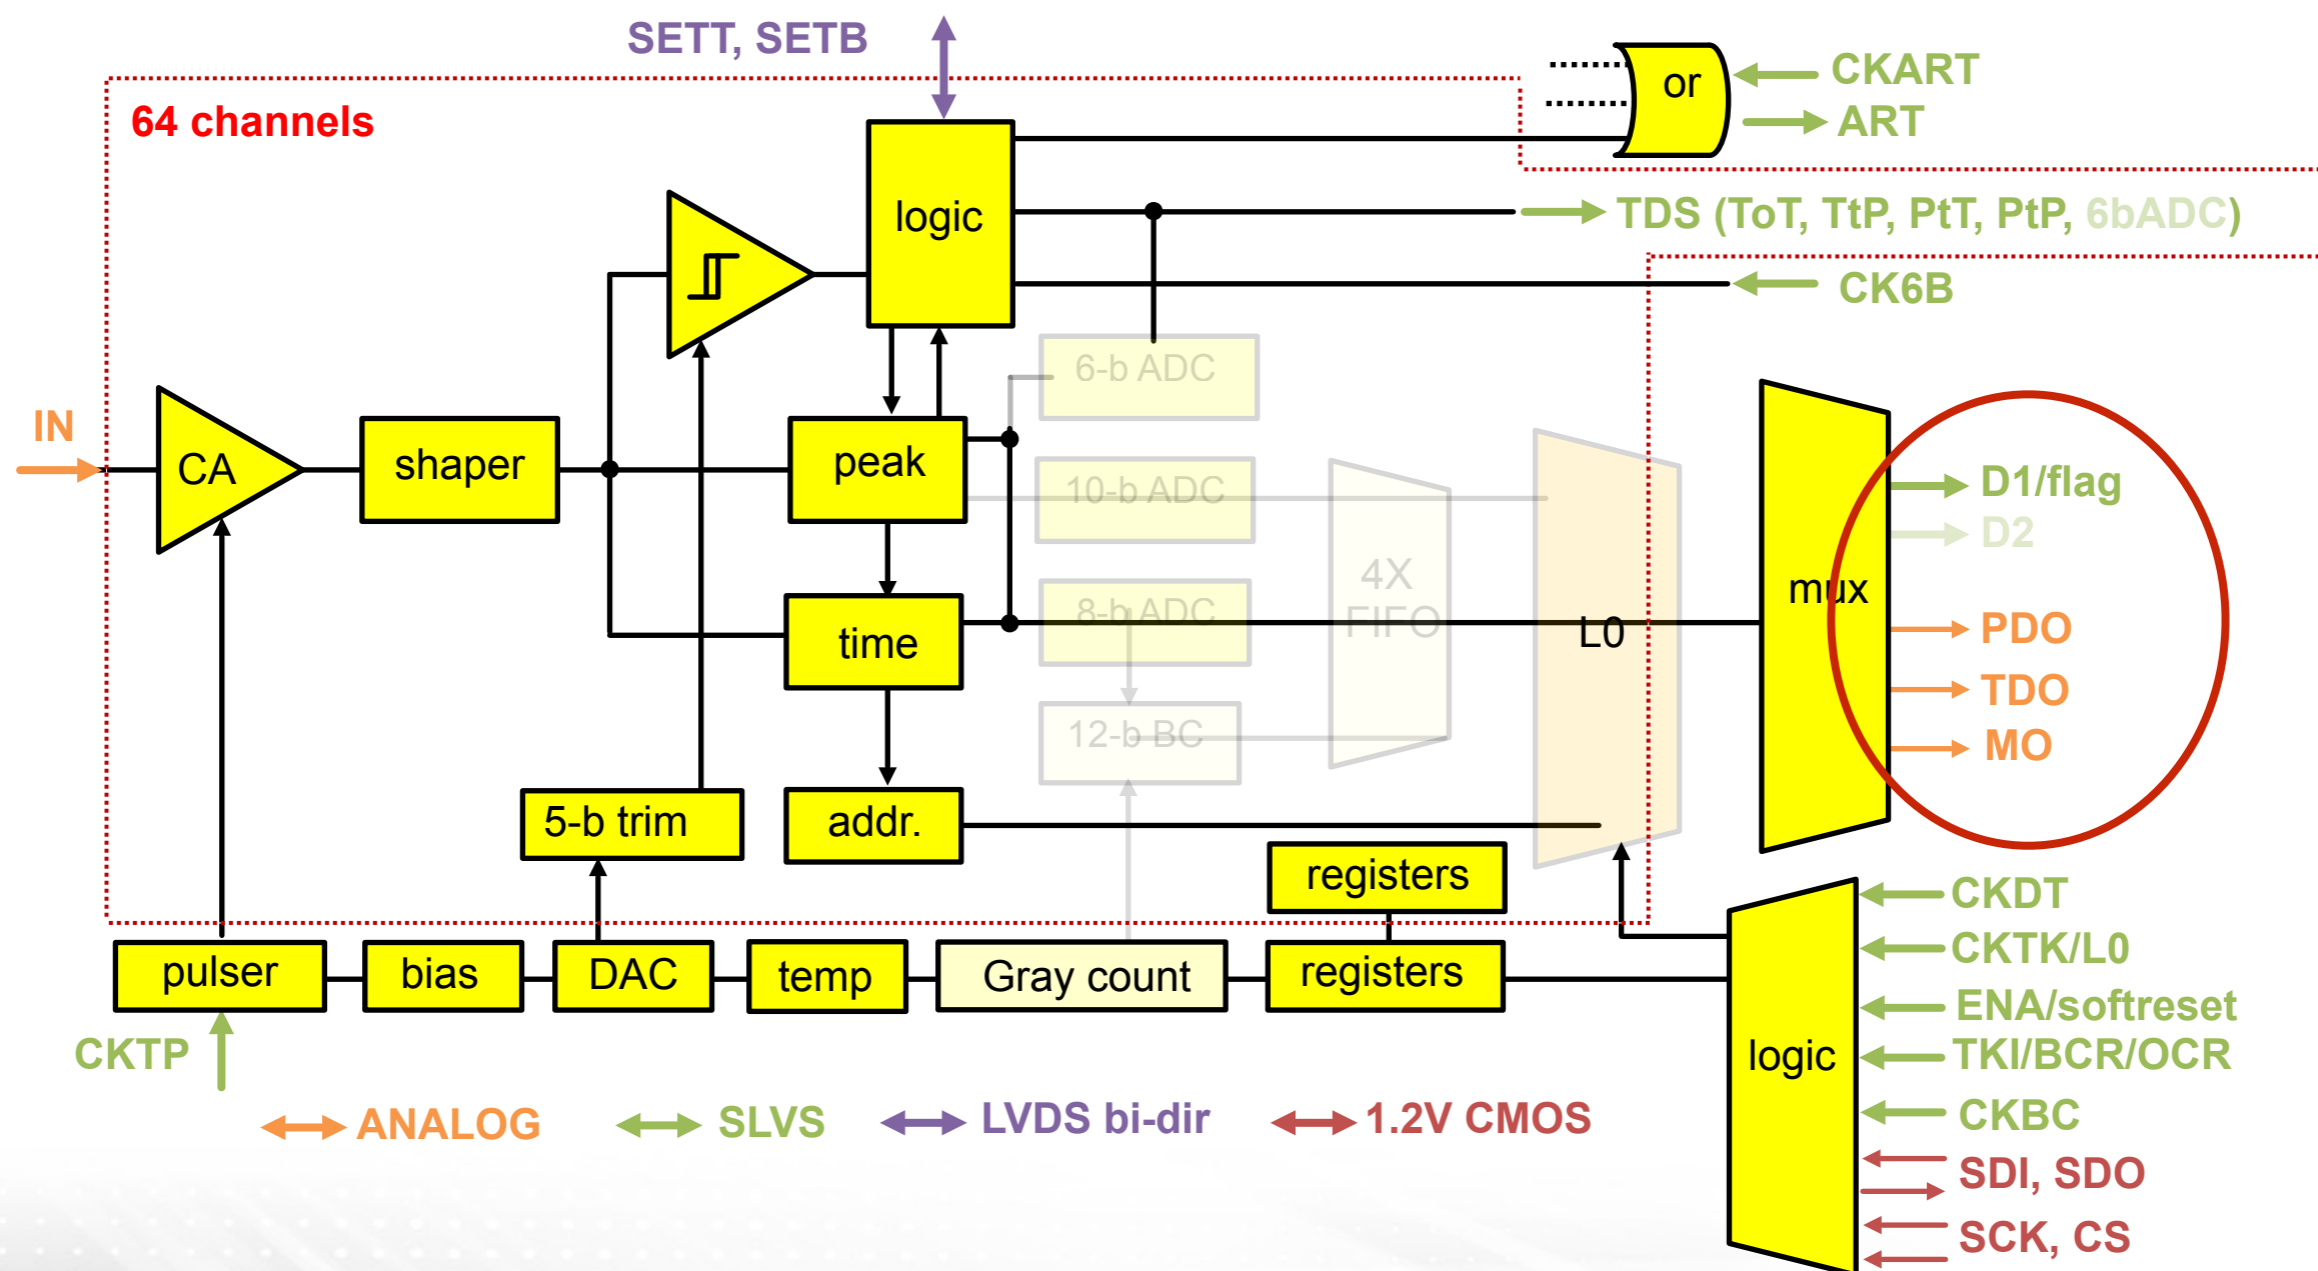 SETT, SETB
64 channels
or
CKART
ART
logic
TDS (ToT, TtP, PtT, PtP, 6bADC)
CK6B
6-b ADC
IN
CA
shaper
peak
10-b ADC
D1/flag
D2
4X
FIFO
mux
8-b ADC
time
L0
PDO
TDO
MO
12-b BC
5-b trim
addr.
registers
CKDT
CKTK/L0
pulser
bias
DAC
temp
Gray count
registers
ENA/softreset
logic
TKI/BCR/OCR
CKTP
CKBC
ANALOG
SLVS
LVDS bi-dir
1.2V CMOS
SDI, SDO
SCK, CS